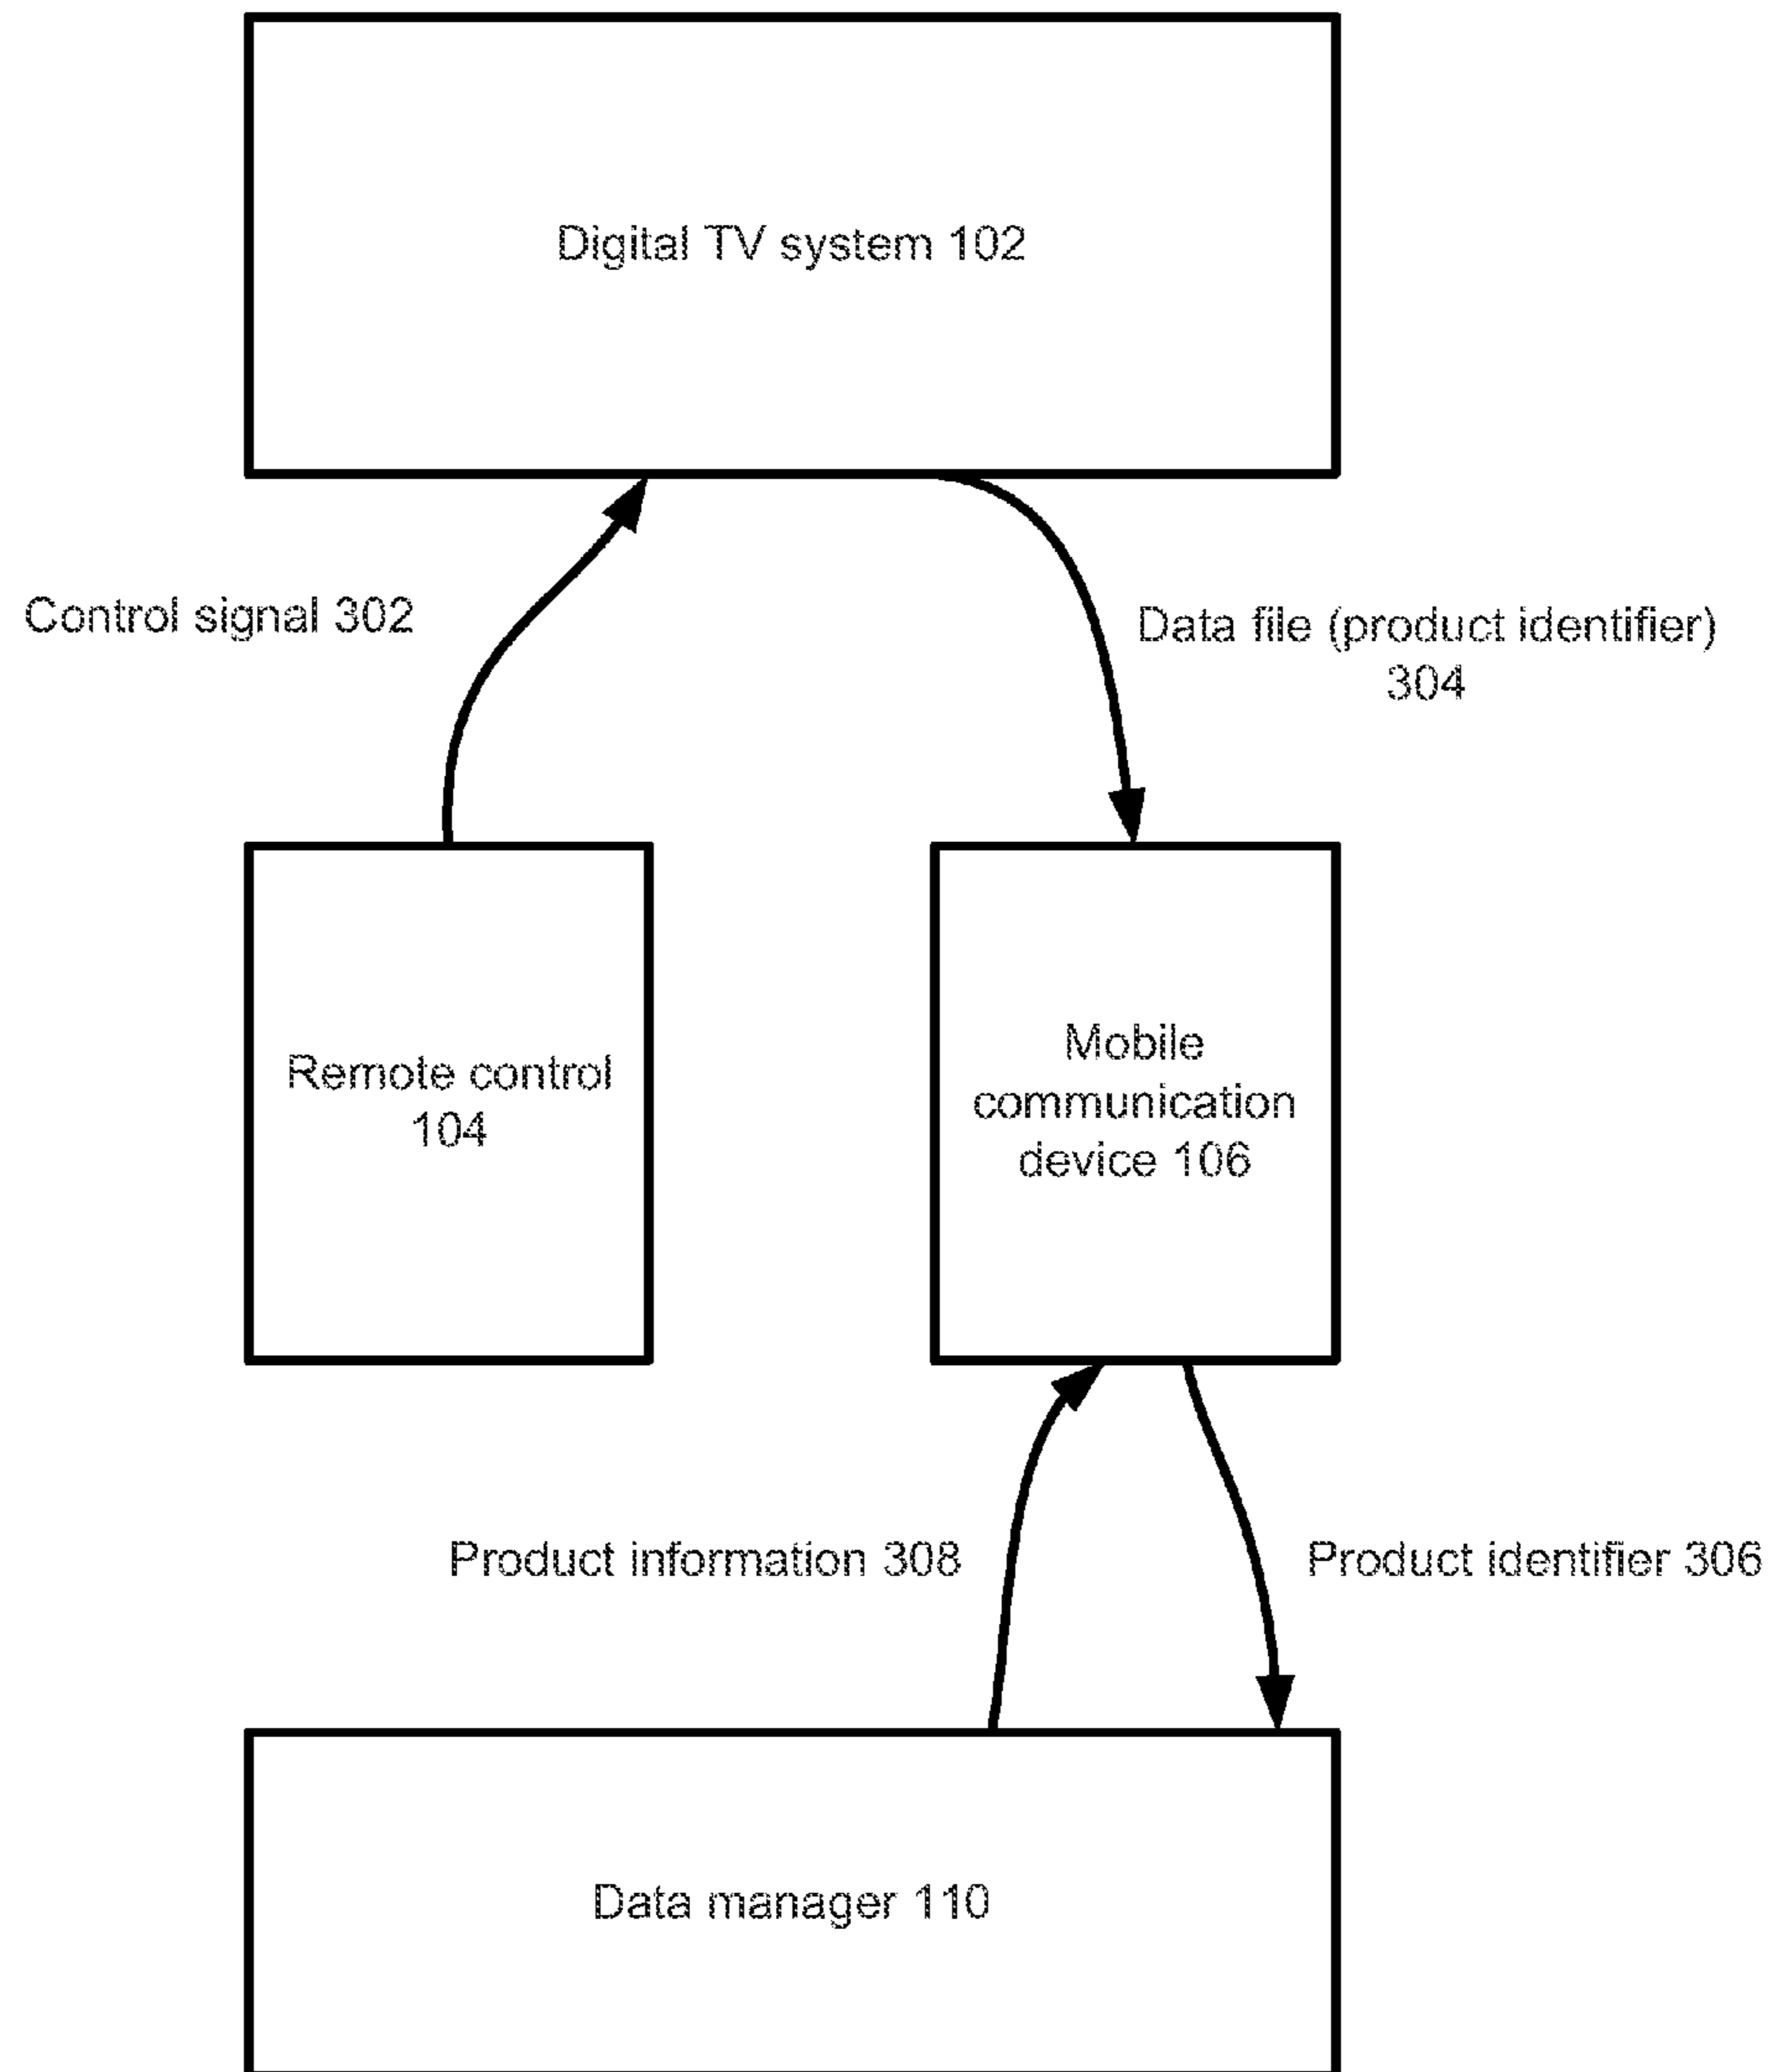 Digital TV system 102
Control signal 302
Data file (product identifier)
304
Remote control
104
Mobile
communication
device 106
Product information 308
Product identifier 306
Data manager 110